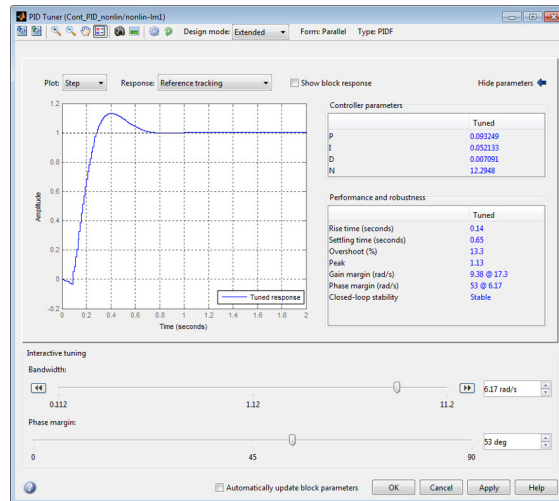 PID Tuner (Cont_PID_nonlin/nonlin-lm1)
Design mode: Extended Form: Parallel Type: PIDF
Plot: Step Response: Reference tracking Show block response Hide parameters
Controller parameters
Tuned
P 0.093249
I 0.052133
D 0.007091
N 12.2948
Performance and robustness
Tuned
Rise time (seconds) 0.14
Settling time (seconds) 0.65
Overshoot (%) 13.3
Peak 1.13
Gain margin (rad/s) 9.38 @ 17.3
Phase margin (rad/s) 53 @ 6.17
Closed-loop stability Stable
1.2
1
0.8
0.6
0.4
0.2
0
-0.2
Amplitude
Tuned response
0 0.2 0.4 0.6 0.8 1 1.2 1.4 1.6 1.8 2
Time (seconds)
Interactive tuning
Bandwidth:
6.17 rad/s
0.112 1.12 11.2
Phase margin:
53 deg
0 45 90
Automatically update block parameters OK Cancel Apply Help